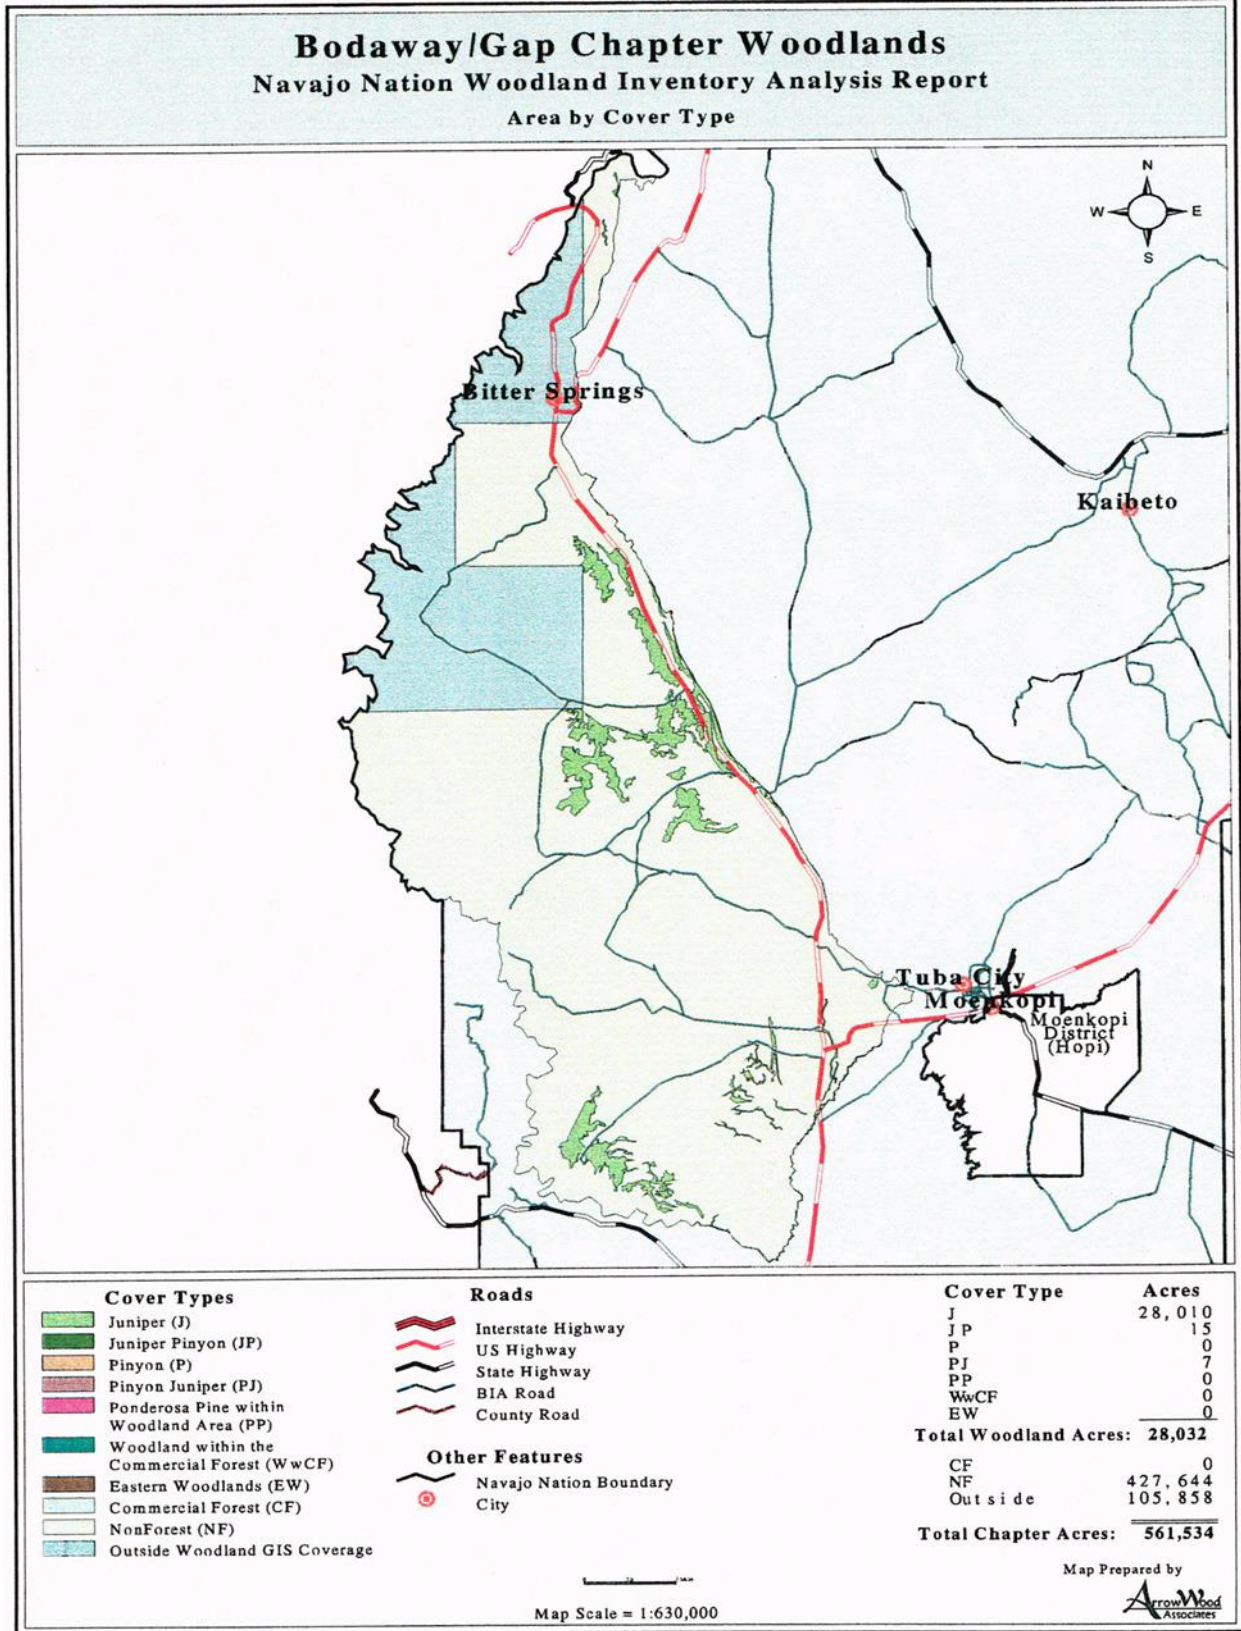 Bodaway/Gap Chapter Woodlands
Navajo Nation Woodland Inventory Analysis Report
Area by Cover Type
N
W E
S
Bitter Springs
Kaibeto
Tuba City
Moenkopi
Moenkopi
District
(Hopi)
Cover Types
Juniper (J)
Juniper Pinyon (JP)
Pinyon (P)
Pinyon Juniper (PJ)
Ponderosa Pine within
Woodland Area (PP)
Woodland within the
Commercial Forest (WwCF)
Eastern Woodlands (EW)
Commercial Forest (CF)
NonForest (NF)
Outside Woodland GIS Coverage
Roads
Interstate Highway
US Highway
State Highway
BIA Road
County Road
Other Features
Navajo Nation Boundary
City
Map Scale = 1:630,000
Cover Type Acres
J 28,010
JP 15
P 0
PJ 7
PP 0
WwCF 0
EW 0
Total Woodland Acres: 28,032
CF 0
NF 427,644
Outside 105,858
Total Chapter Acres: 561,534
Map Prepared by
ArrowWood
Associates